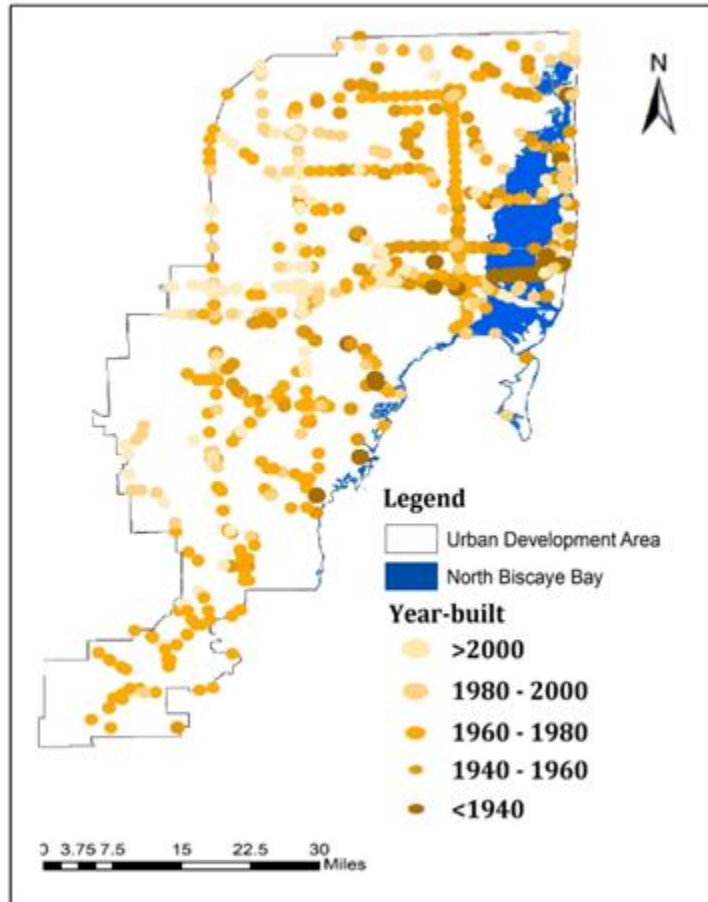 N
Legend
Urban Development Area
North Biscaye Bay
Year-built
>2000
1980 - 2000
1960 - 1980
1940 - 1960
<1940
0 3.75 7.5 15 22.5 30
Miles